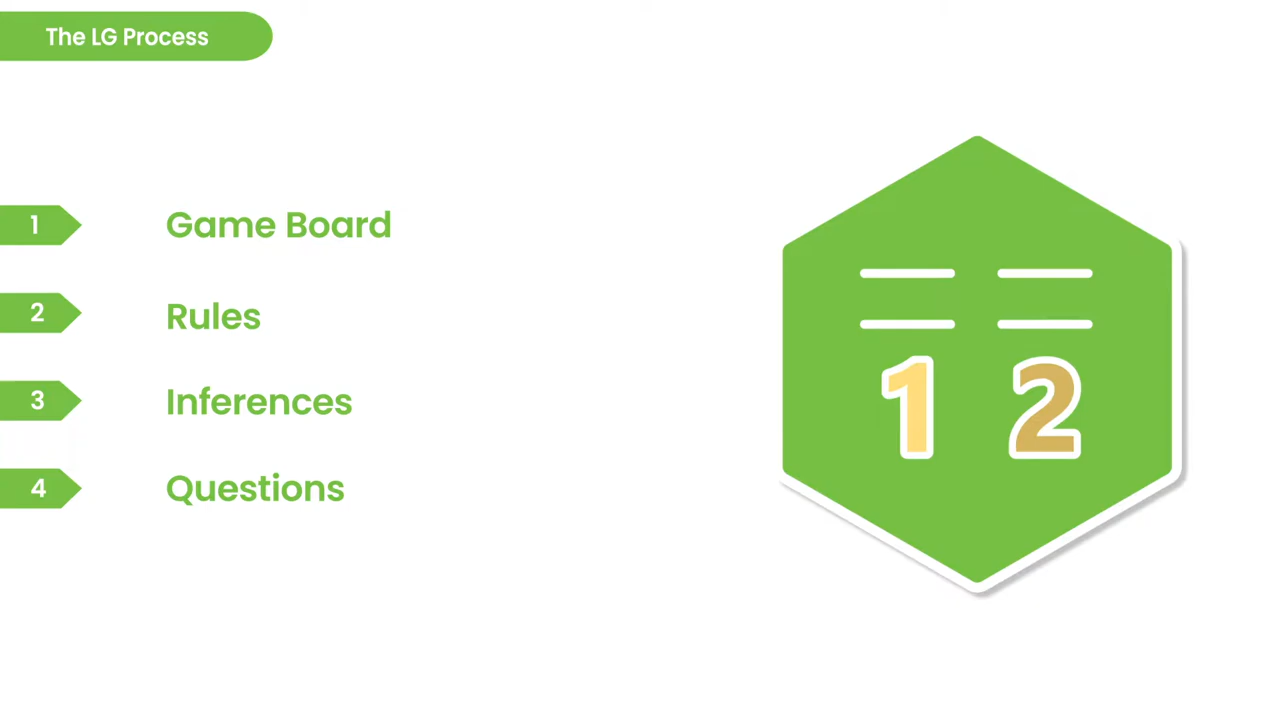 The LG Process
1 Game Board
2 Rules
3 Inferences
4 Questions
1 2